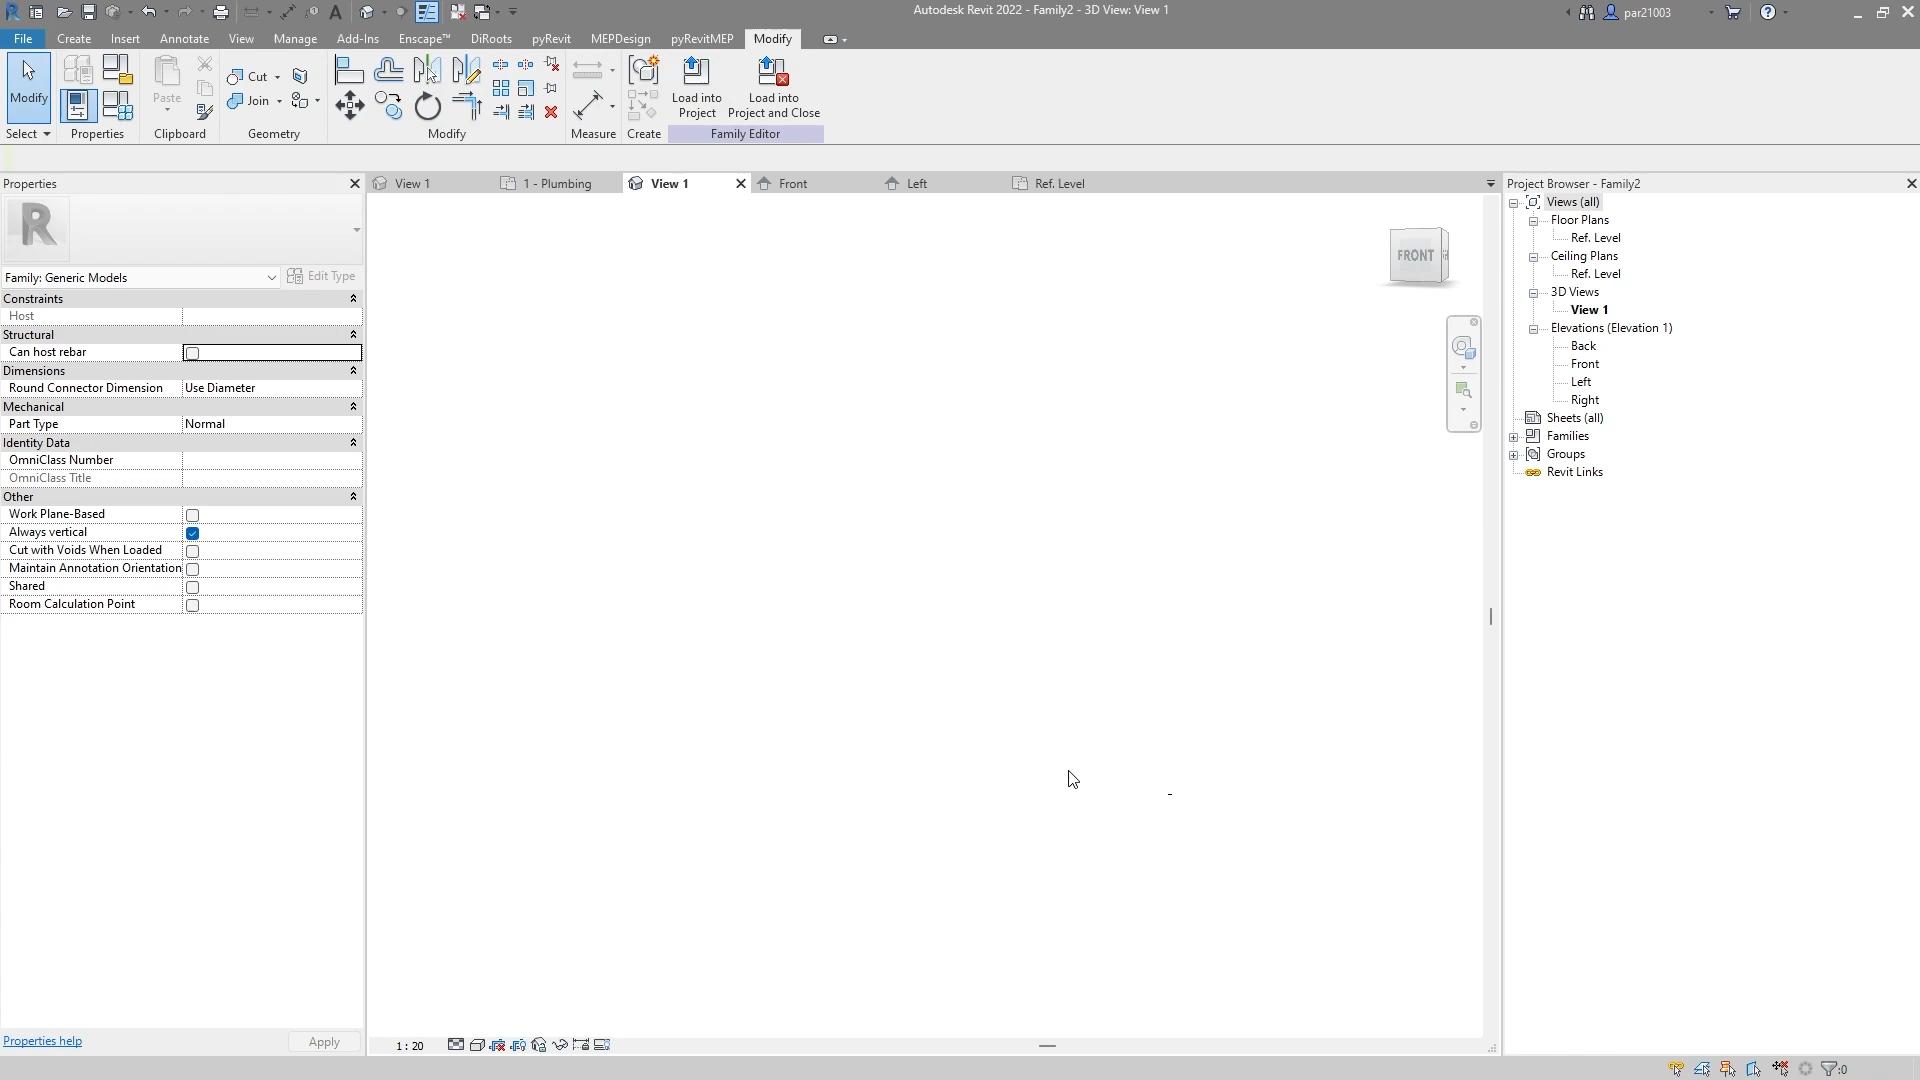 Autodesk Revit 2022 - Family2 - 3D View: View 1
par21003
File
Create
Insert
Annotate
View
Manage
Add-Ins
Enscape™
DiRoots
pyRevit
MEPDesign
pyRevitMEP
Modify
Modify
Paste
Cut
Join
Load into
Project
Load into
Project and Close
Select
Properties
Clipboard
Geometry
Modify
Measure
Create
Family Editor
Properties
R
Family: Generic Models
Edit Type
Constraints
Host
Structural
Can host rebar
Dimensions
Round Connector Dimension Use Diameter
Mechanical
Part Type Normal
Identity Data
OmniClass Number
OmniClass Title
Other
Work Plane-Based
Always vertical
Cut with Voids When Loaded
Maintain Annotation Orientation
Shared
Room Calculation Point
Properties help
Apply
View 1
1 - Plumbing
View 1
Front
Left
Ref. Level
FRONT
1 : 20
Project Browser - Family2
Views (all)
Floor Plans
Ref. Level
Ceiling Plans
Ref. Level
3D Views
View 1
Elevations (Elevation 1)
Back
Front
Left
Right
Sheets (all)
Families
Groups
Revit Links
:0